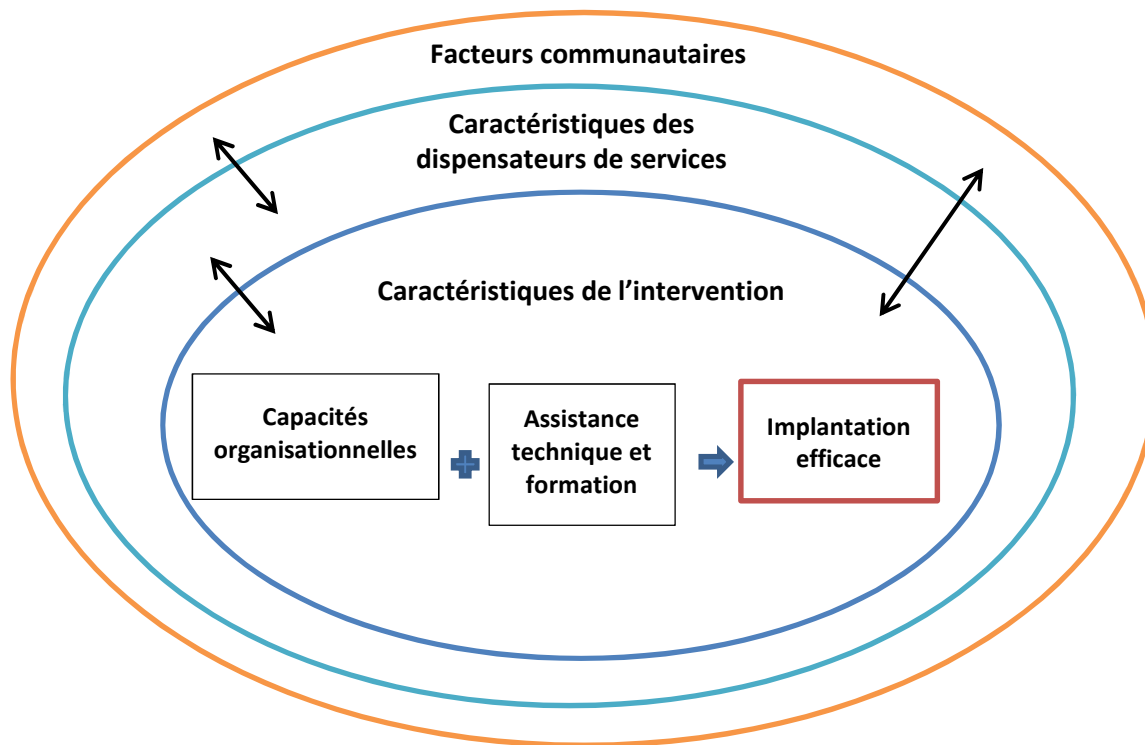 Facteurs communautaires
Caractéristiques des
dispensateurs de services
Caractéristiques de l’intervention
Capacités
organisationnelles
Assistance
technique et
formation
Implantation
efficace